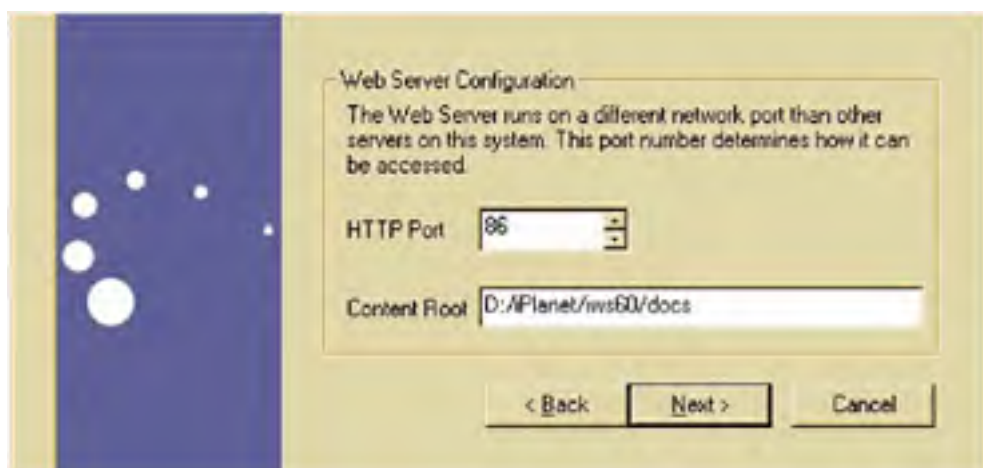 Web Server Configuration
The Web Server runs on a different network port than other
servers on this system. This port number determines how it can
be accessed.
HTTP Port 86
Content Root D:/iPlanet/iws60/docs
< Back Next > Cancel